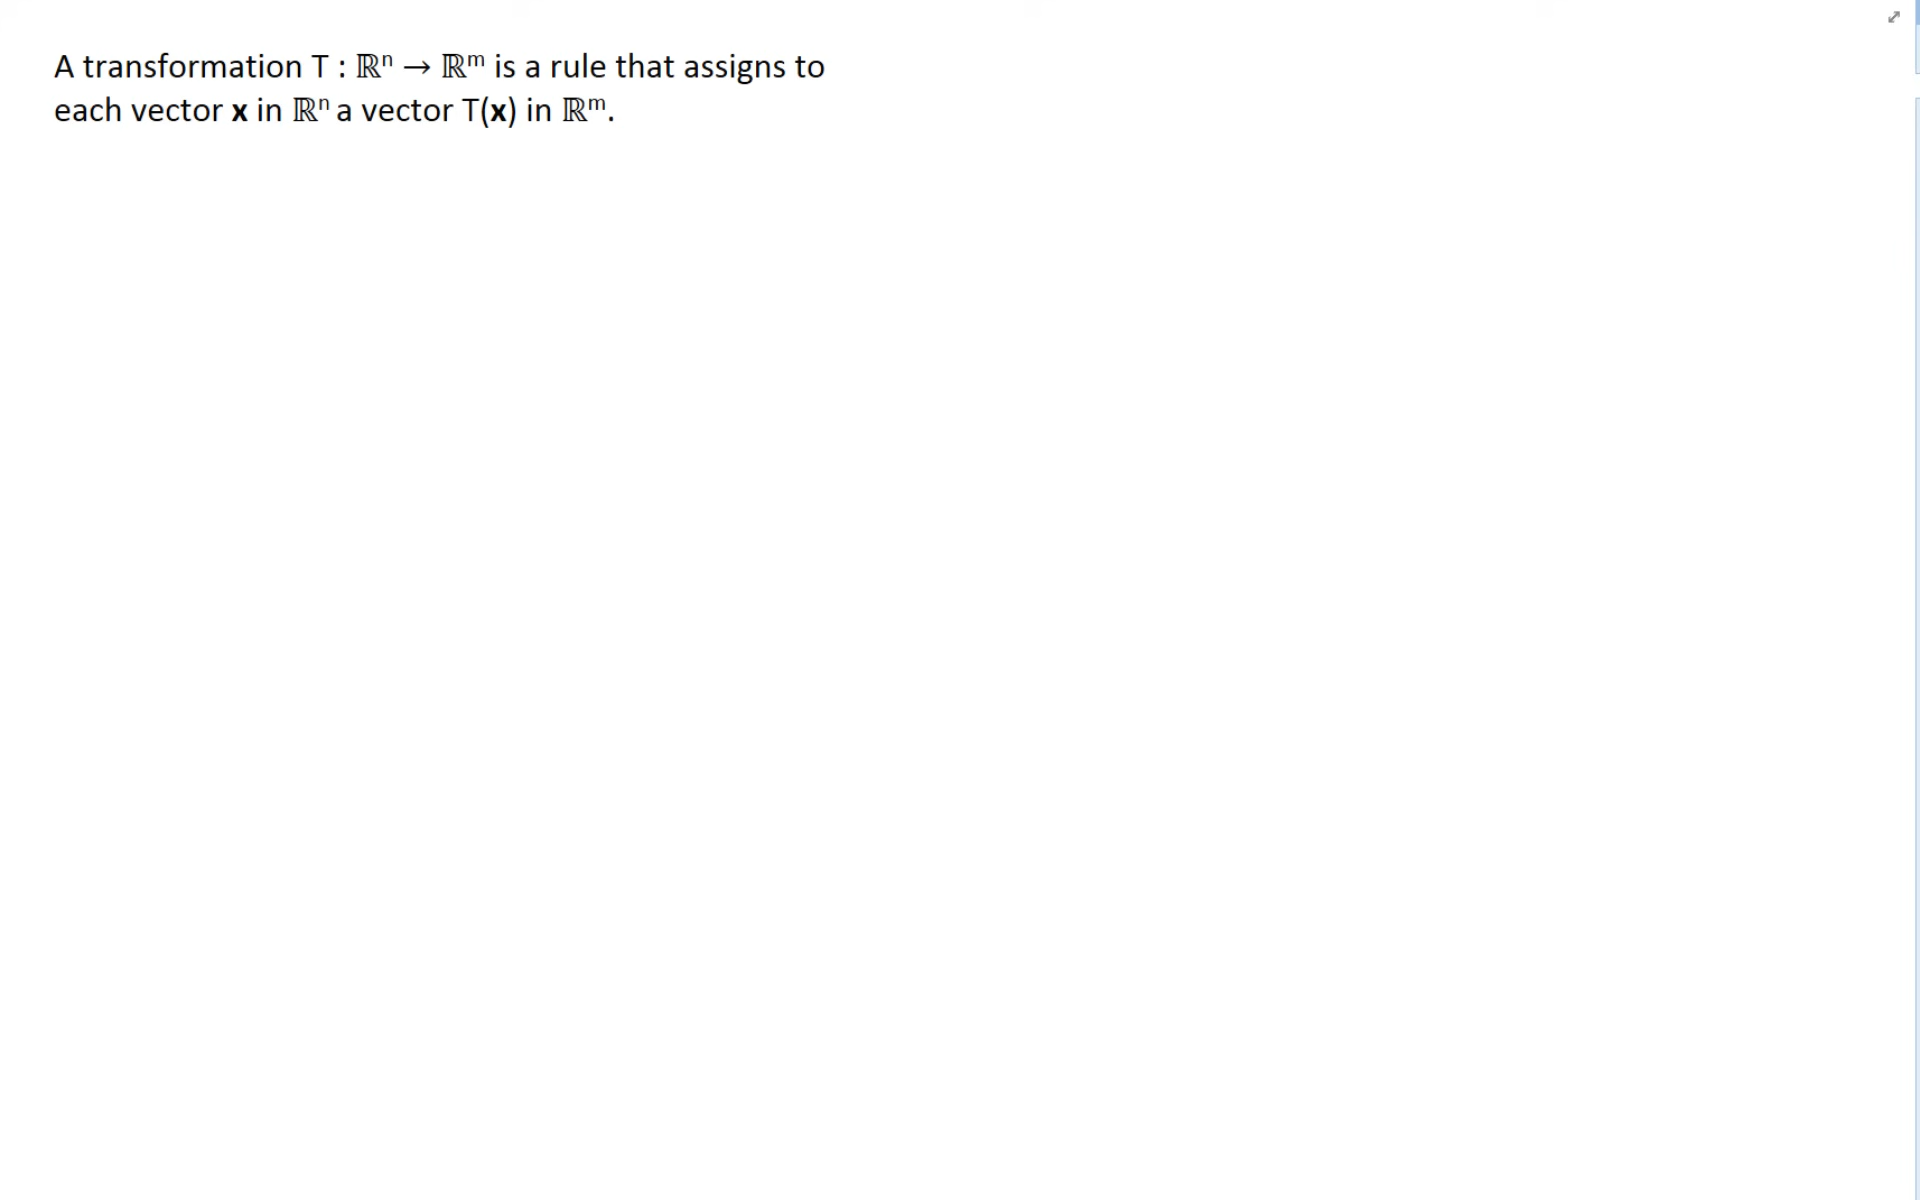 A transformation T : ℝⁿ → ℝᵐ is a rule that assigns to
each vector x in ℝⁿ a vector T(x) in ℝᵐ.